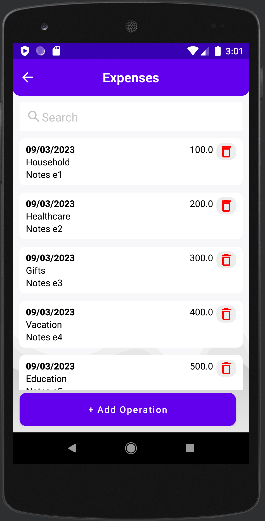 3:01
Expenses
Search
09/03/2023 100.0
Household
Notes e1
09/03/2023 200.0
Healthcare
Notes e2
09/03/2023 300.0
Gifts
Notes e3
09/03/2023 400.0
Vacation
Notes e4
09/03/2023 500.0
Education
Notes e5
+ Add Operation